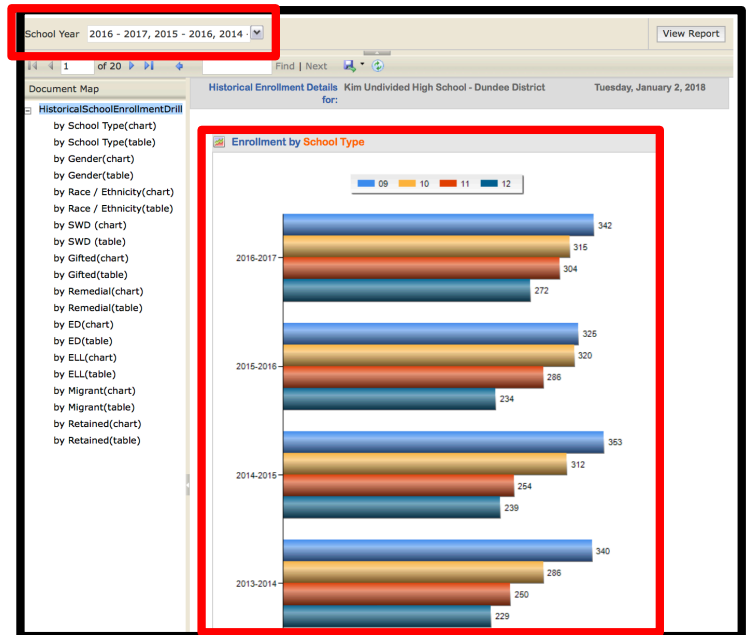 School Year 2016 - 2017, 2015 - 2016, 2014 - View Report
1 of 20 Find | Next
Document Map
HistoricalSchoolEnrollmentDrill
by School Type(chart)
by School Type(table)
by Gender(chart)
by Gender(table)
by Race / Ethnicity(chart)
by Race / Ethnicity(table)
by SWD (chart)
by SWD (table)
by Gifted(chart)
by Gifted(table)
by Remedial(chart)
by Remedial(table)
by ED(chart)
by ED(table)
by ELL(chart)
by ELL(table)
by Migrant(chart)
by Migrant(table)
by Retained(chart)
by Retained(table)
Historical Enrollment Details Kim Undivided High School - Dundee District Tuesday, January 2, 2018
for:
Enrollment by School Type
09 10 11 12
342
315
2016-2017
304
272
325
320
2015-2016
286
234
353
312
2014-2015
254
239
340
286
2013-2014
250
229